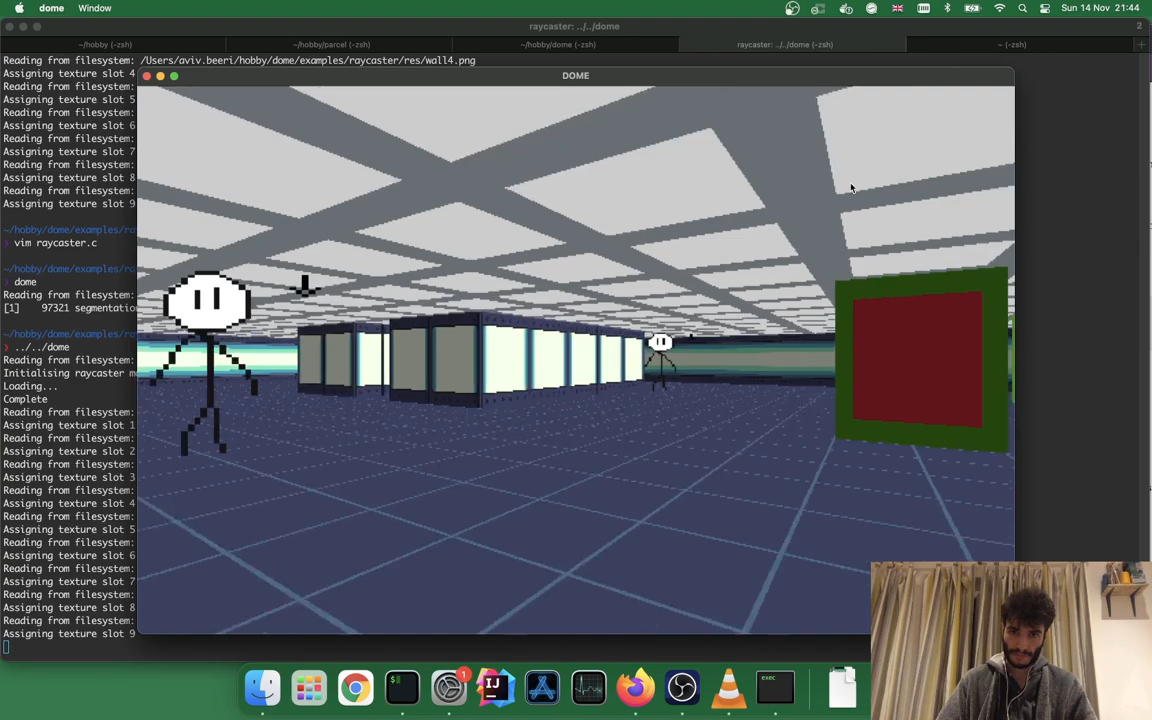 dome Window Sun 14 Nov 21:44
raycaster: ../../dome 2
~/hobby (-zsh) ~/hobby/parcel (-zsh) ~/hobby/dome (-zsh) raycaster: ../../dome (-zsh) ~ (-zsh)
Reading from filesystem: /Users/aviv.beeri/hobby/dome/examples/raycaster/res/wall4.png
Assigning texture slot 4
DOME
Reading from filesystem:
Assigning texture slot 5
Reading from filesystem:
Assigning texture slot 6
Reading from filesystem:
Assigning texture slot 7
Reading from filesystem:
Assigning texture slot 8
Reading from filesystem:
Assigning texture slot 9
~/hobby/dome/examples/
❯ vim raycaster.c
~/hobby/dome/examples/
❯ dome
Reading from filesystem:
[1] 97321 segmentation
~/hobby/dome/examples/
❯ ../../dome
Reading from filesystem:
Initialising raycaster
Loading...
Complete
Reading from filesystem:
Assigning texture slot 1
Reading from filesystem:
Assigning texture slot 2
Reading from filesystem:
Assigning texture slot 3
Reading from filesystem:
Assigning texture slot 4
Reading from filesystem:
Assigning texture slot 5
Reading from filesystem:
Assigning texture slot 6
Reading from filesystem:
Assigning texture slot 7
Reading from filesystem:
Assigning texture slot 8
Reading from filesystem:
Assigning texture slot 9
$ 1 IJ exec